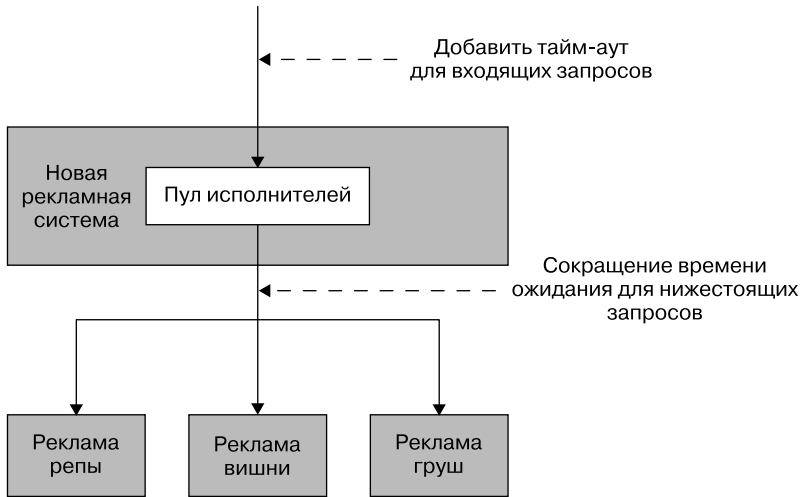 Добавить тайм-аут
для входящих запросов
Новая
рекламная
система
Пул исполнителей
Сокращение времени
ожидания для нижестоящих
запросов
Реклама
репы
Реклама
вишни
Реклама
груш